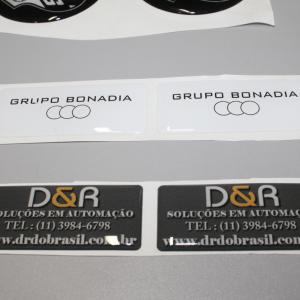 GRUPO BONADIA
GRUPO BONADIA
D&R
SOLUÇÕES EM AUTOMAÇÃO
TEL : (11) 3984-6798
www.drdobrasil.com.br
D&R
SOLUÇÕES EM AUTOMAÇÃO
TEL : (11) 3984-6798
www.drdobrasil.com